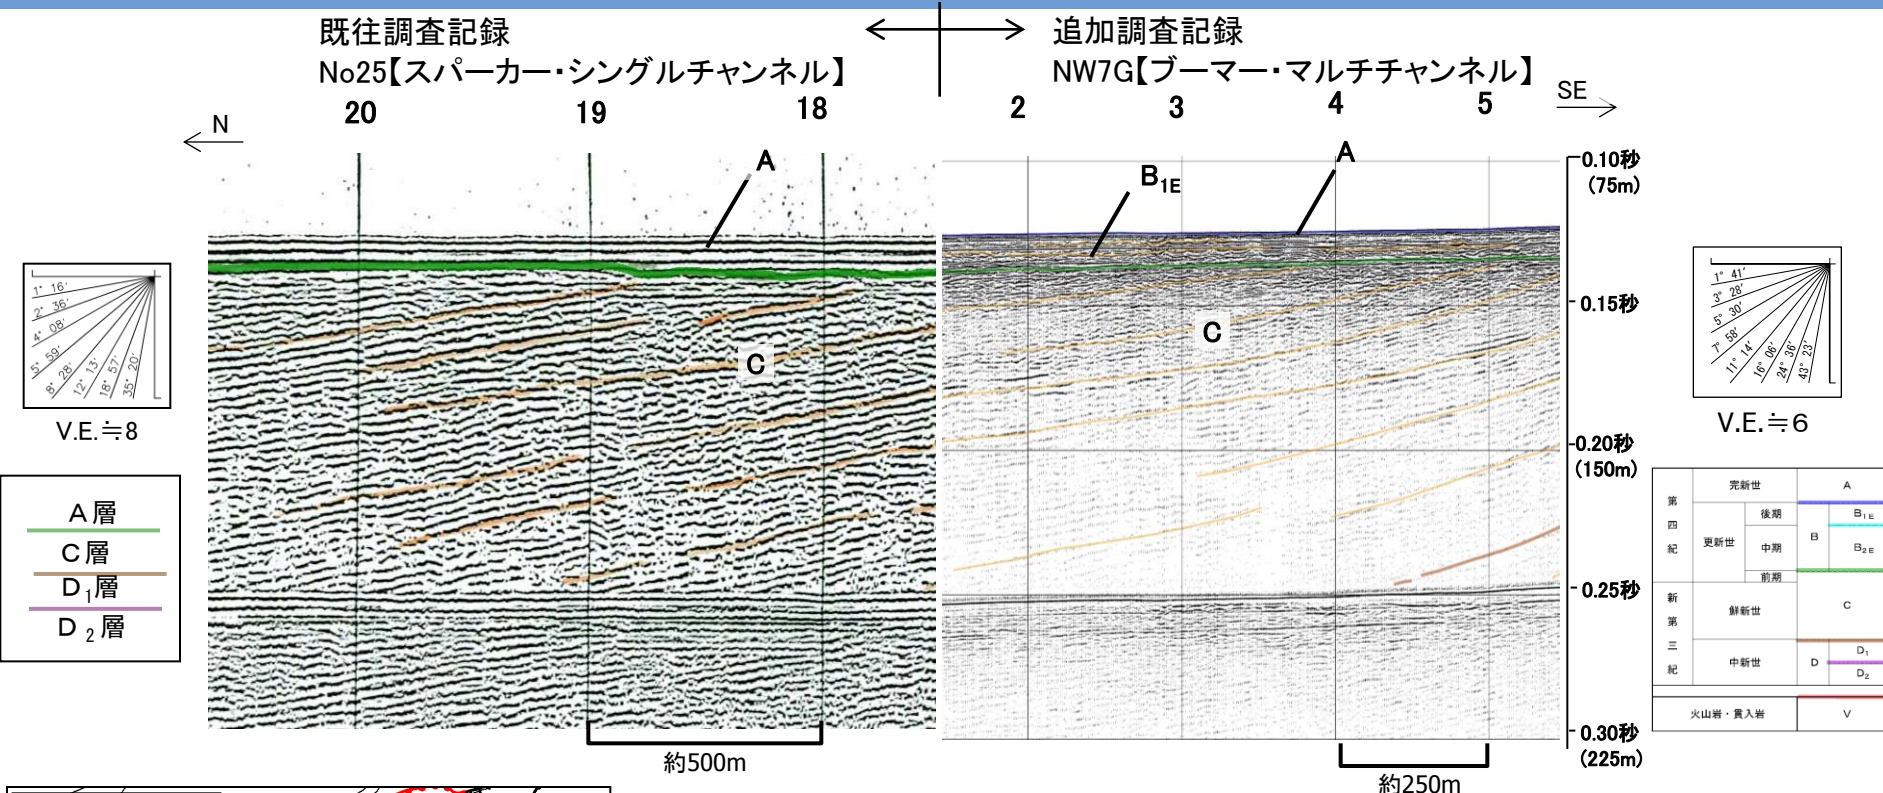 既往調査記録
No25【スパーカー・シングルチャンネル】
追加調査記録
NW7G【ブーマー・マルチチャンネル】
20
19
18
2
3
4
5
N
SE
A
B1E
A
C
C
0.10秒
(75m)
0.15秒
0.20秒
(150m)
0.25秒
0.30秒
(225m)
1° 16′
2° 36′
4° 08′
5° 59′
8° 28′
12° 13′
18° 57′
35° 20′
V.E.≒8
1° 41′
3° 28′
5° 30′
7° 58′
11° 14′
16° 06′
24° 36′
43° 23′
V.E.≒6
A層
C層
D1層
D2層
約500m
約250m
第四紀
完新世
A
更新世
後期
中期
前期
B
B1E
B2E
新第三紀
鮮新世
C
中新世
D
D1
D2
火山岩・貫入岩
V